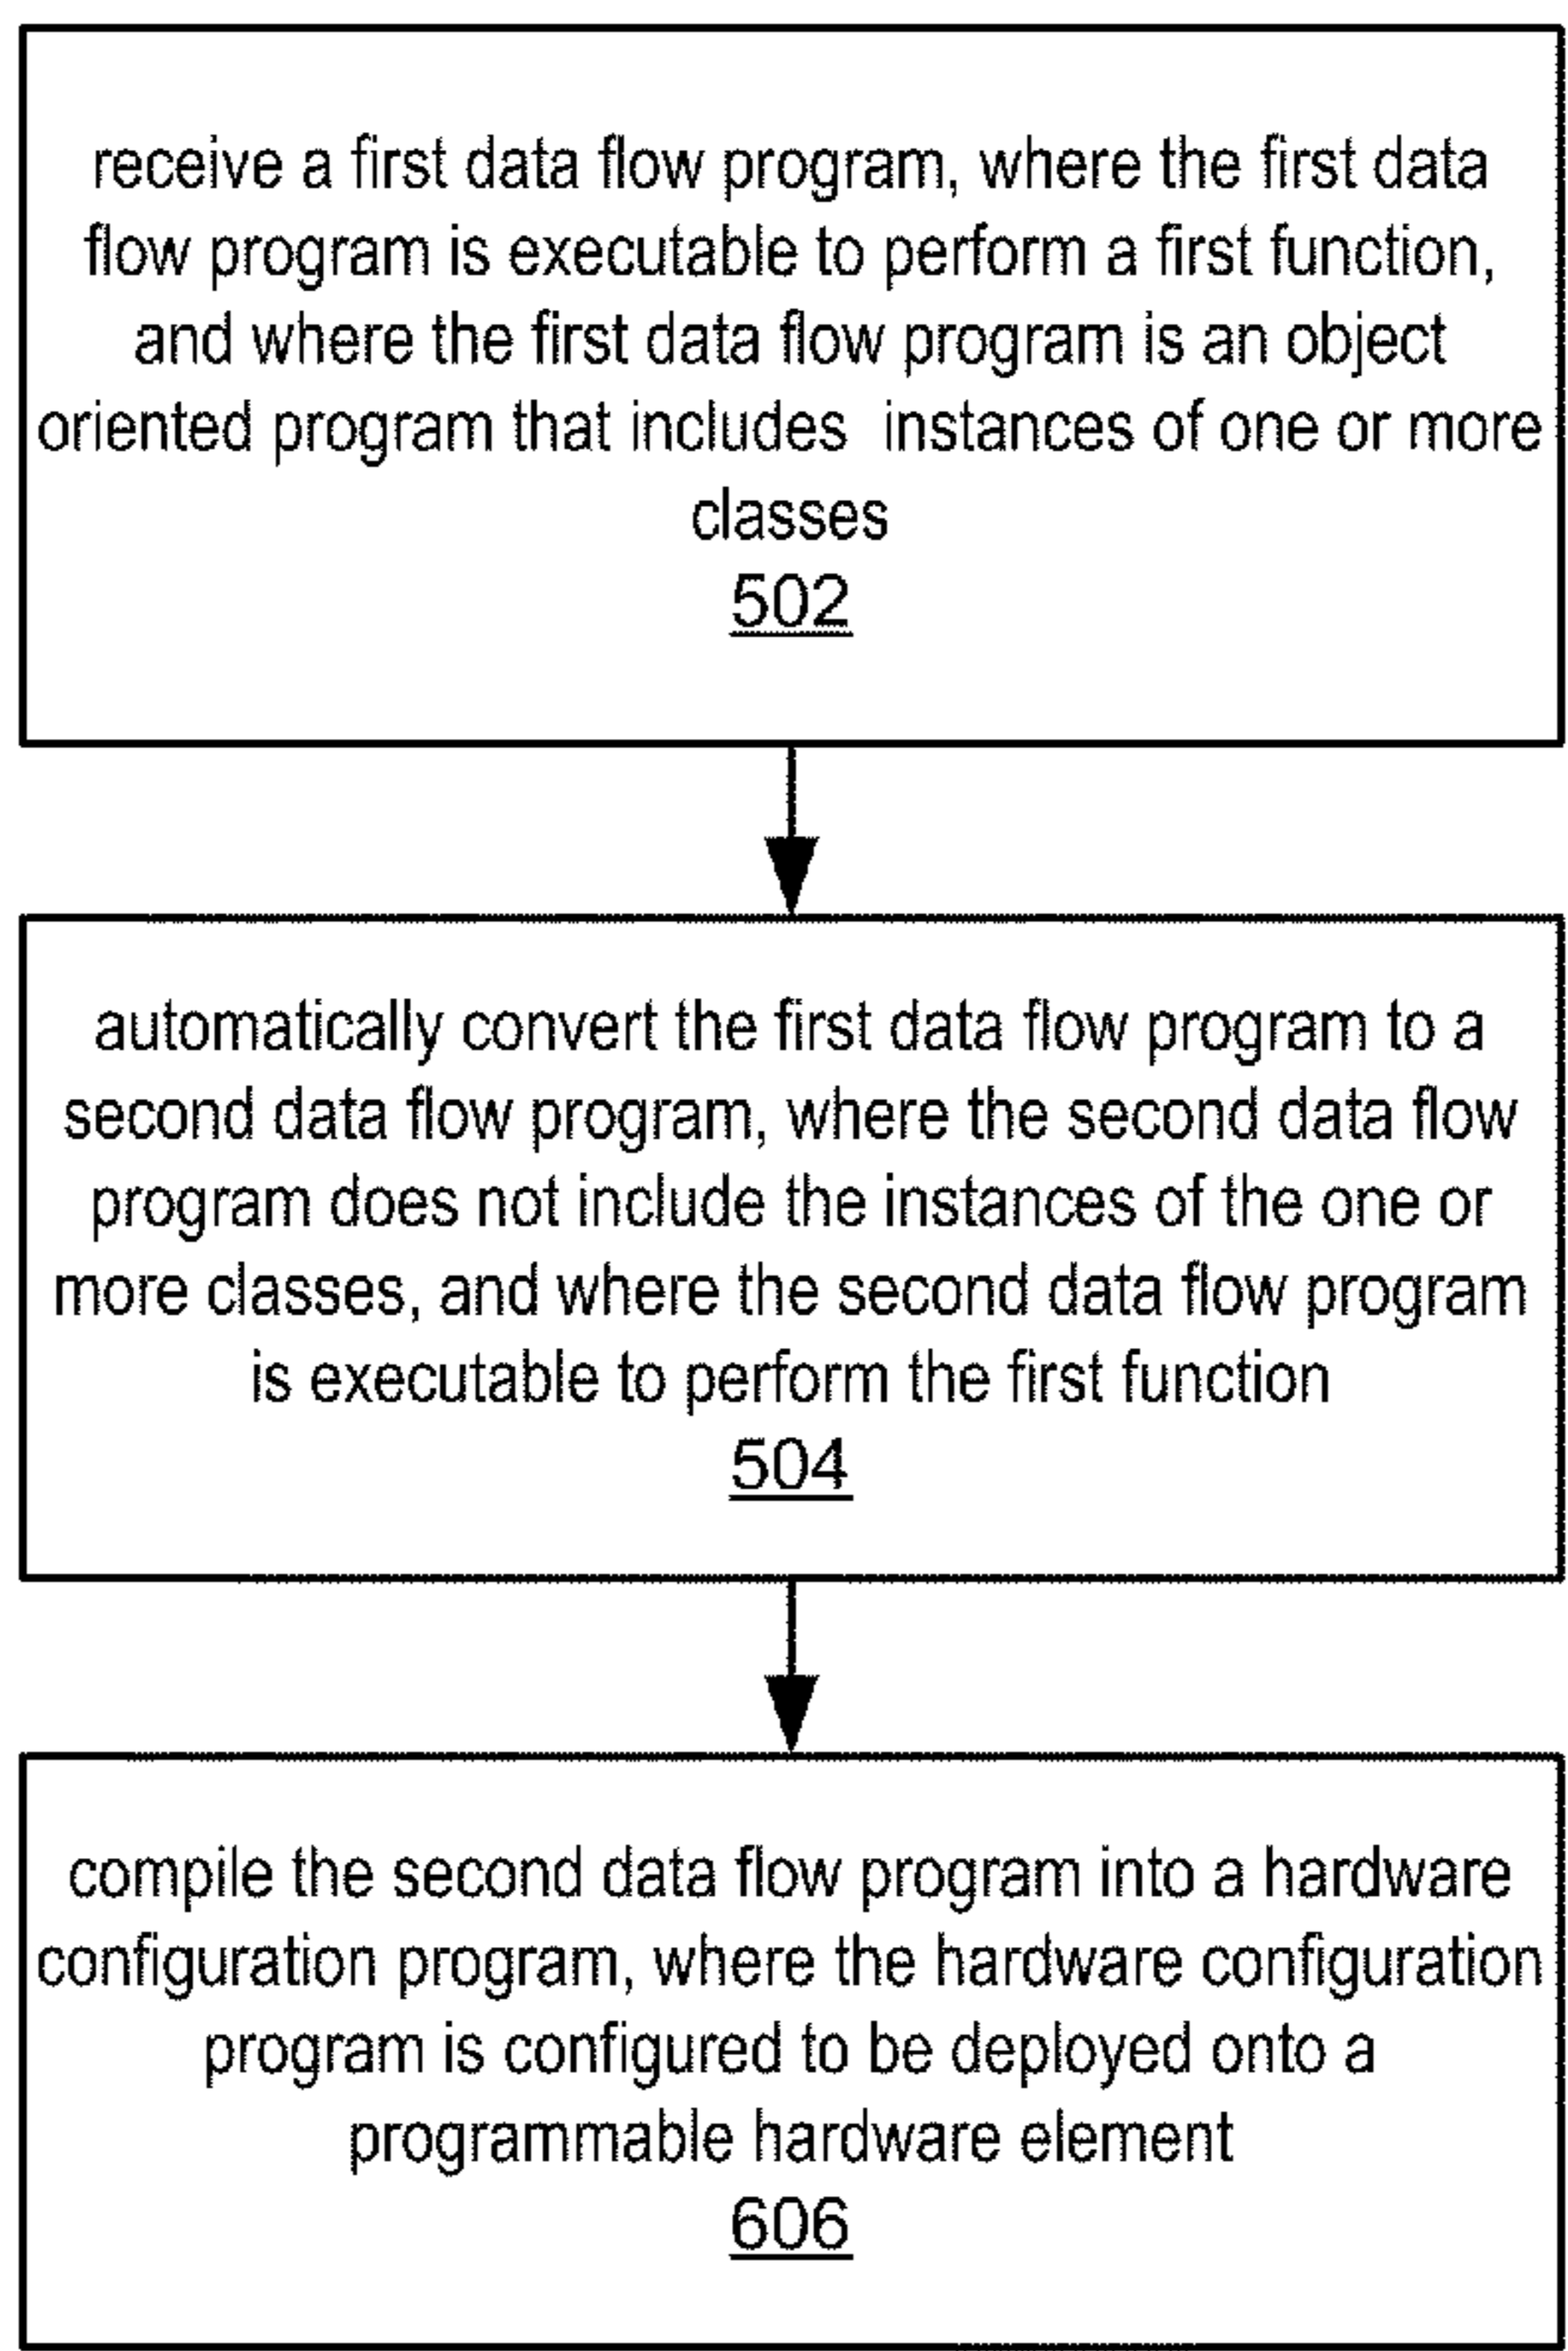 receive a first data flow program, where the first data
flow program is executable to perform a first function,
and where the first data flow program is an object
oriented program that includes instances of one or more
classes
502
automatically convert the first data flow program to a
second data flow program, where the second data flow
program does not include the instances of the one or
more classes, and where the second data flow program
is executable to perform the first function
504
compile the second data flow program into a hardware
configuration program, where the hardware configuration
program is configured to be deployed onto a
programmable hardware element
606